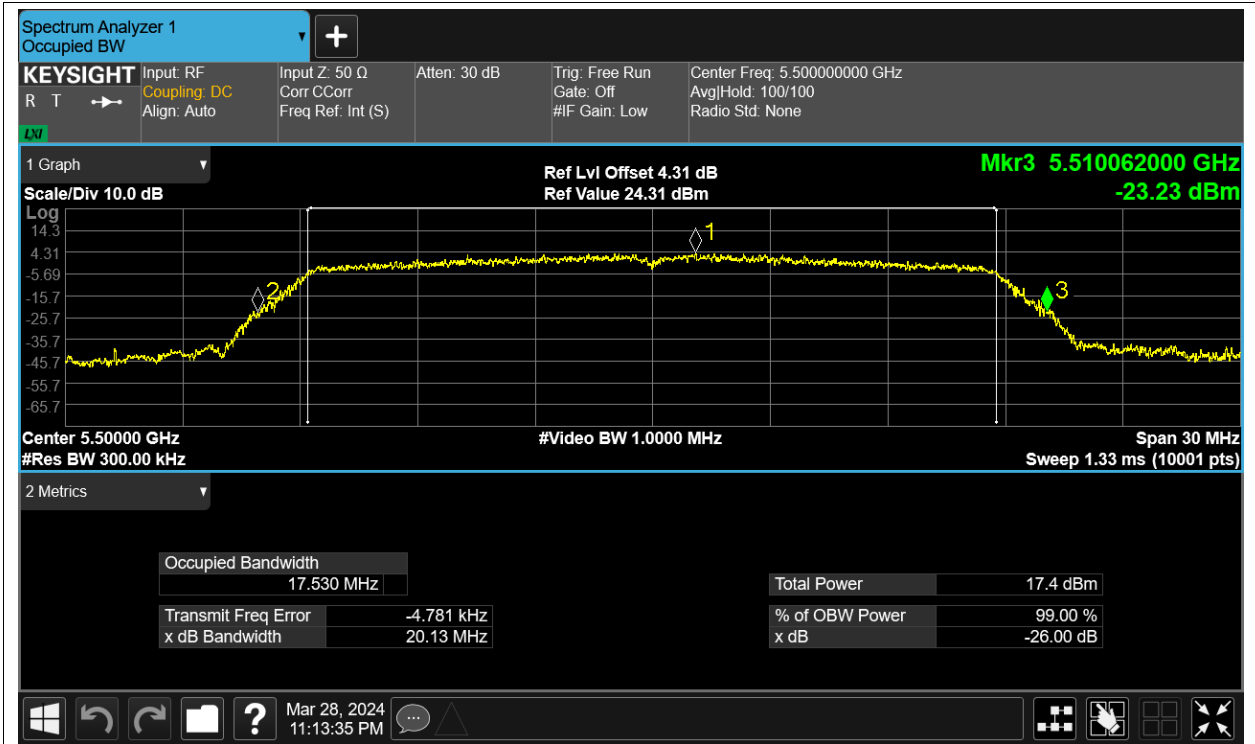 Spectrum Analyzer 1
Occupied BW
KEYSIGHT
R T
LXI
Input: RF
Coupling: DC
Align: Auto
Input Z: 50 Ω
Corr CCorr
Freq Ref: Int (S)
Atten: 30 dB
Trig: Free Run
Gate: Off
#IF Gain: Low
Center Freq: 5.500000000 GHz
Avg|Hold: 100/100
Radio Std: None
1 Graph
Scale/Div 10.0 dB
Ref Lvl Offset 4.31 dB
Ref Value 24.31 dBm
Mkr3 5.510062000 GHz
-23.23 dBm
Log
14.3
4.31
-5.69
-15.7
-25.7
-35.7
-45.7
-55.7
-65.7
1
2
3
Center 5.50000 GHz
#Video BW 1.0000 MHz
Span 30 MHz
#Res BW 300.00 kHz
Sweep 1.33 ms (10001 pts)
2 Metrics
Occupied Bandwidth
17.530 MHz
Transmit Freq Error -4.781 kHz
x dB Bandwidth 20.13 MHz
Total Power 17.4 dBm
% of OBW Power 99.00 %
x dB -26.00 dB
?
Mar 28, 2024
11:13:35 PM